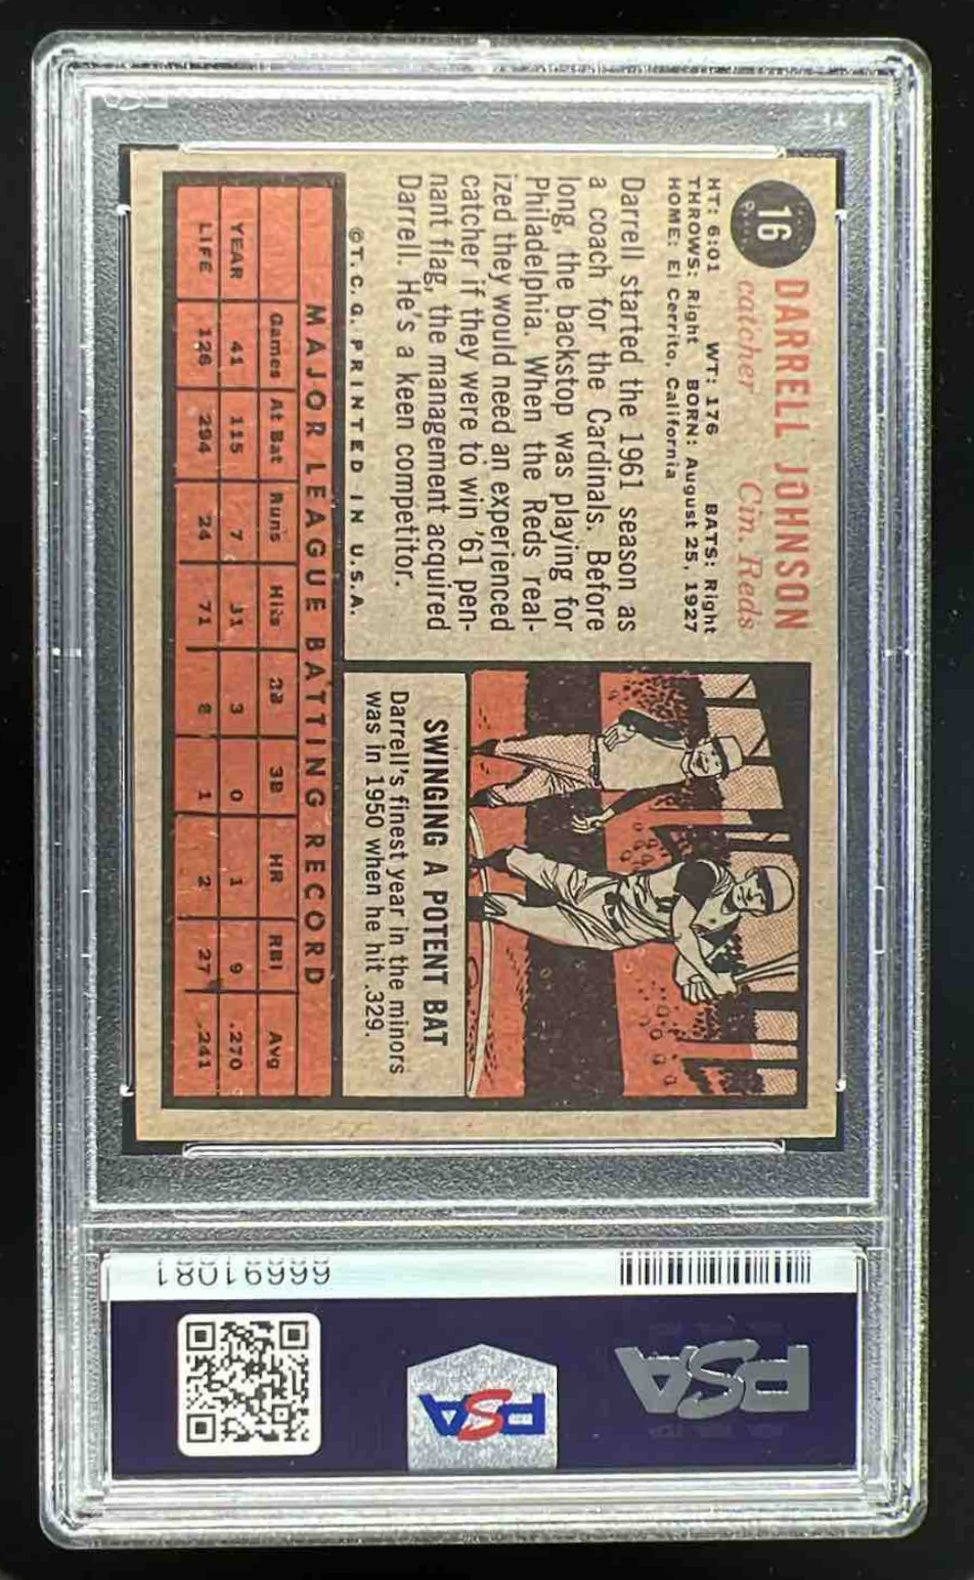 16
DARRELL JOHNSON
catcher Cin. Reds
HT: 6:01 WT: 176 BATS: Right
THROWS: Right BORN: August 25, 1927
HOME: El Cerrito, California
Darrell started the 1961 season as
a coach for the Cardinals. Before
long, the backstop was playing for
Philadelphia. When the Reds real-
ized they would need an experienced
catcher if they were to win '61 pen-
nant flag, the management acquired
Darrell. He's a keen competitor.
©T.C.G. PRINTED IN U.S.A.
SWINGING A POTENT BAT
Darrell's finest year in the minors
was in 1950 when he hit .329.
MAJOR LEAGUE BATTING RECORD
Games At Bat Runs Hits 2B 3B HR RBI Avg
YEAR 41 115 7 31 3 0 1 9 .270
LIFE 126 294 24 71 8 1 2 27 .241
66991081
PSA
PSA